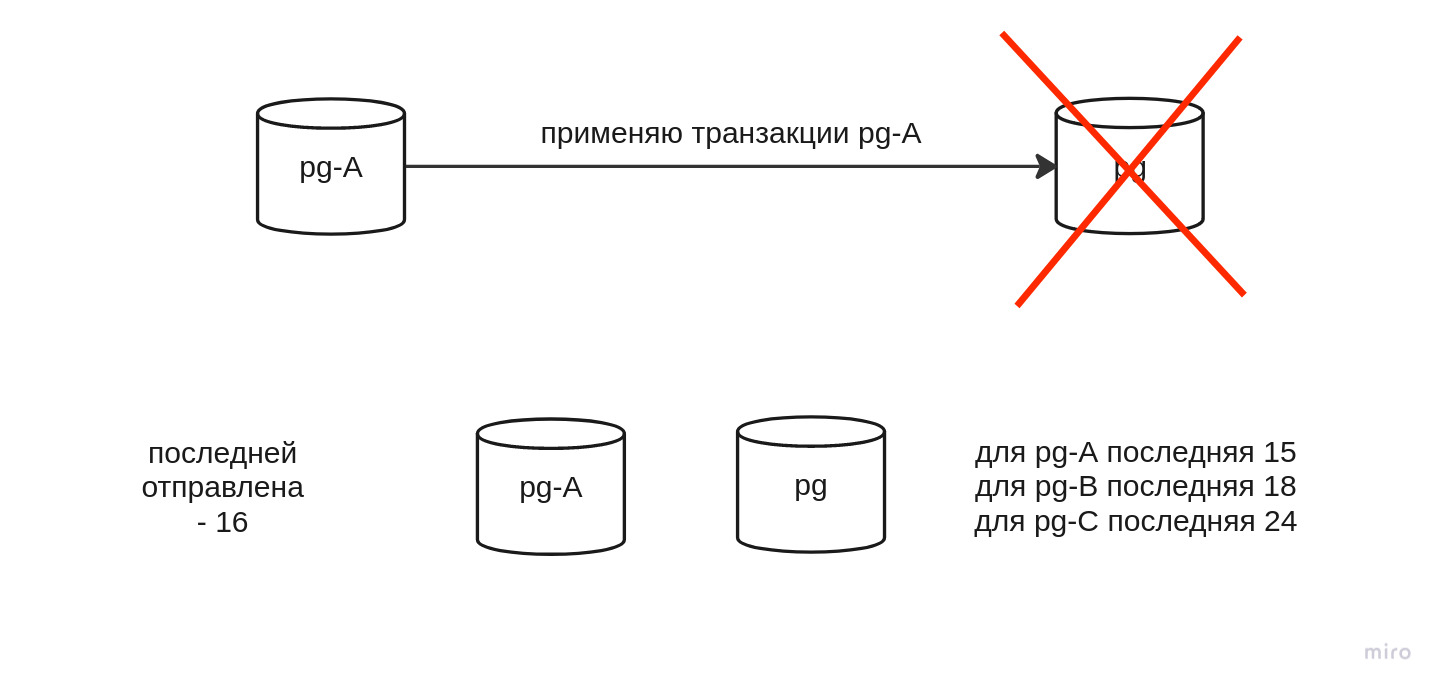 pg-A
применяю транзакции pg-A
последней
отправлена
- 16
pg-A
pg
для pg-A последняя 15
для pg-B последняя 18
для pg-C последняя 24
miro